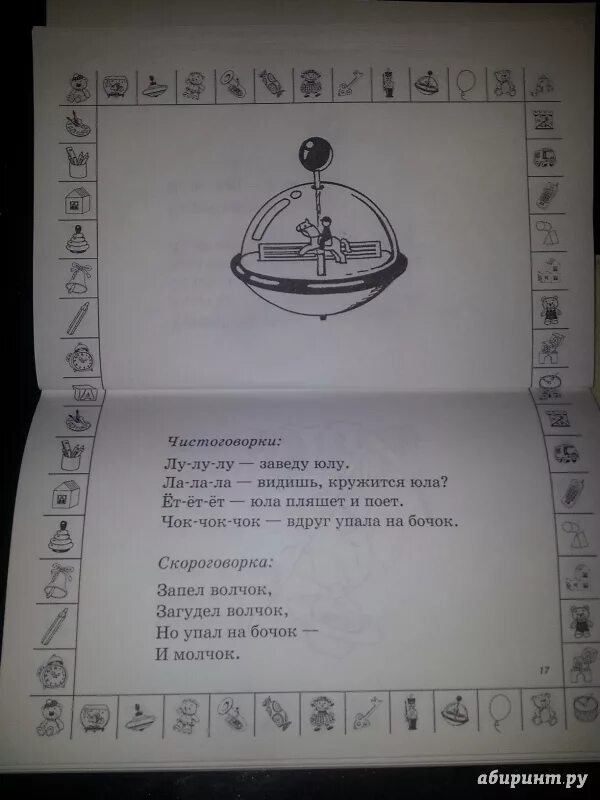 Чистоговорки:
Лу-лу-лу — заведу юлу.
Ла-ла-ла — видишь, кружится юла?
Ёт-ёт-ёт — юла пляшет и поет.
Чок-чок-чок — вдруг упала на бочок.
Скороговорка:
Запел волчок,
Загудел волчок,
Но упал на бочок —
И молчок.
17
абиринт.ру